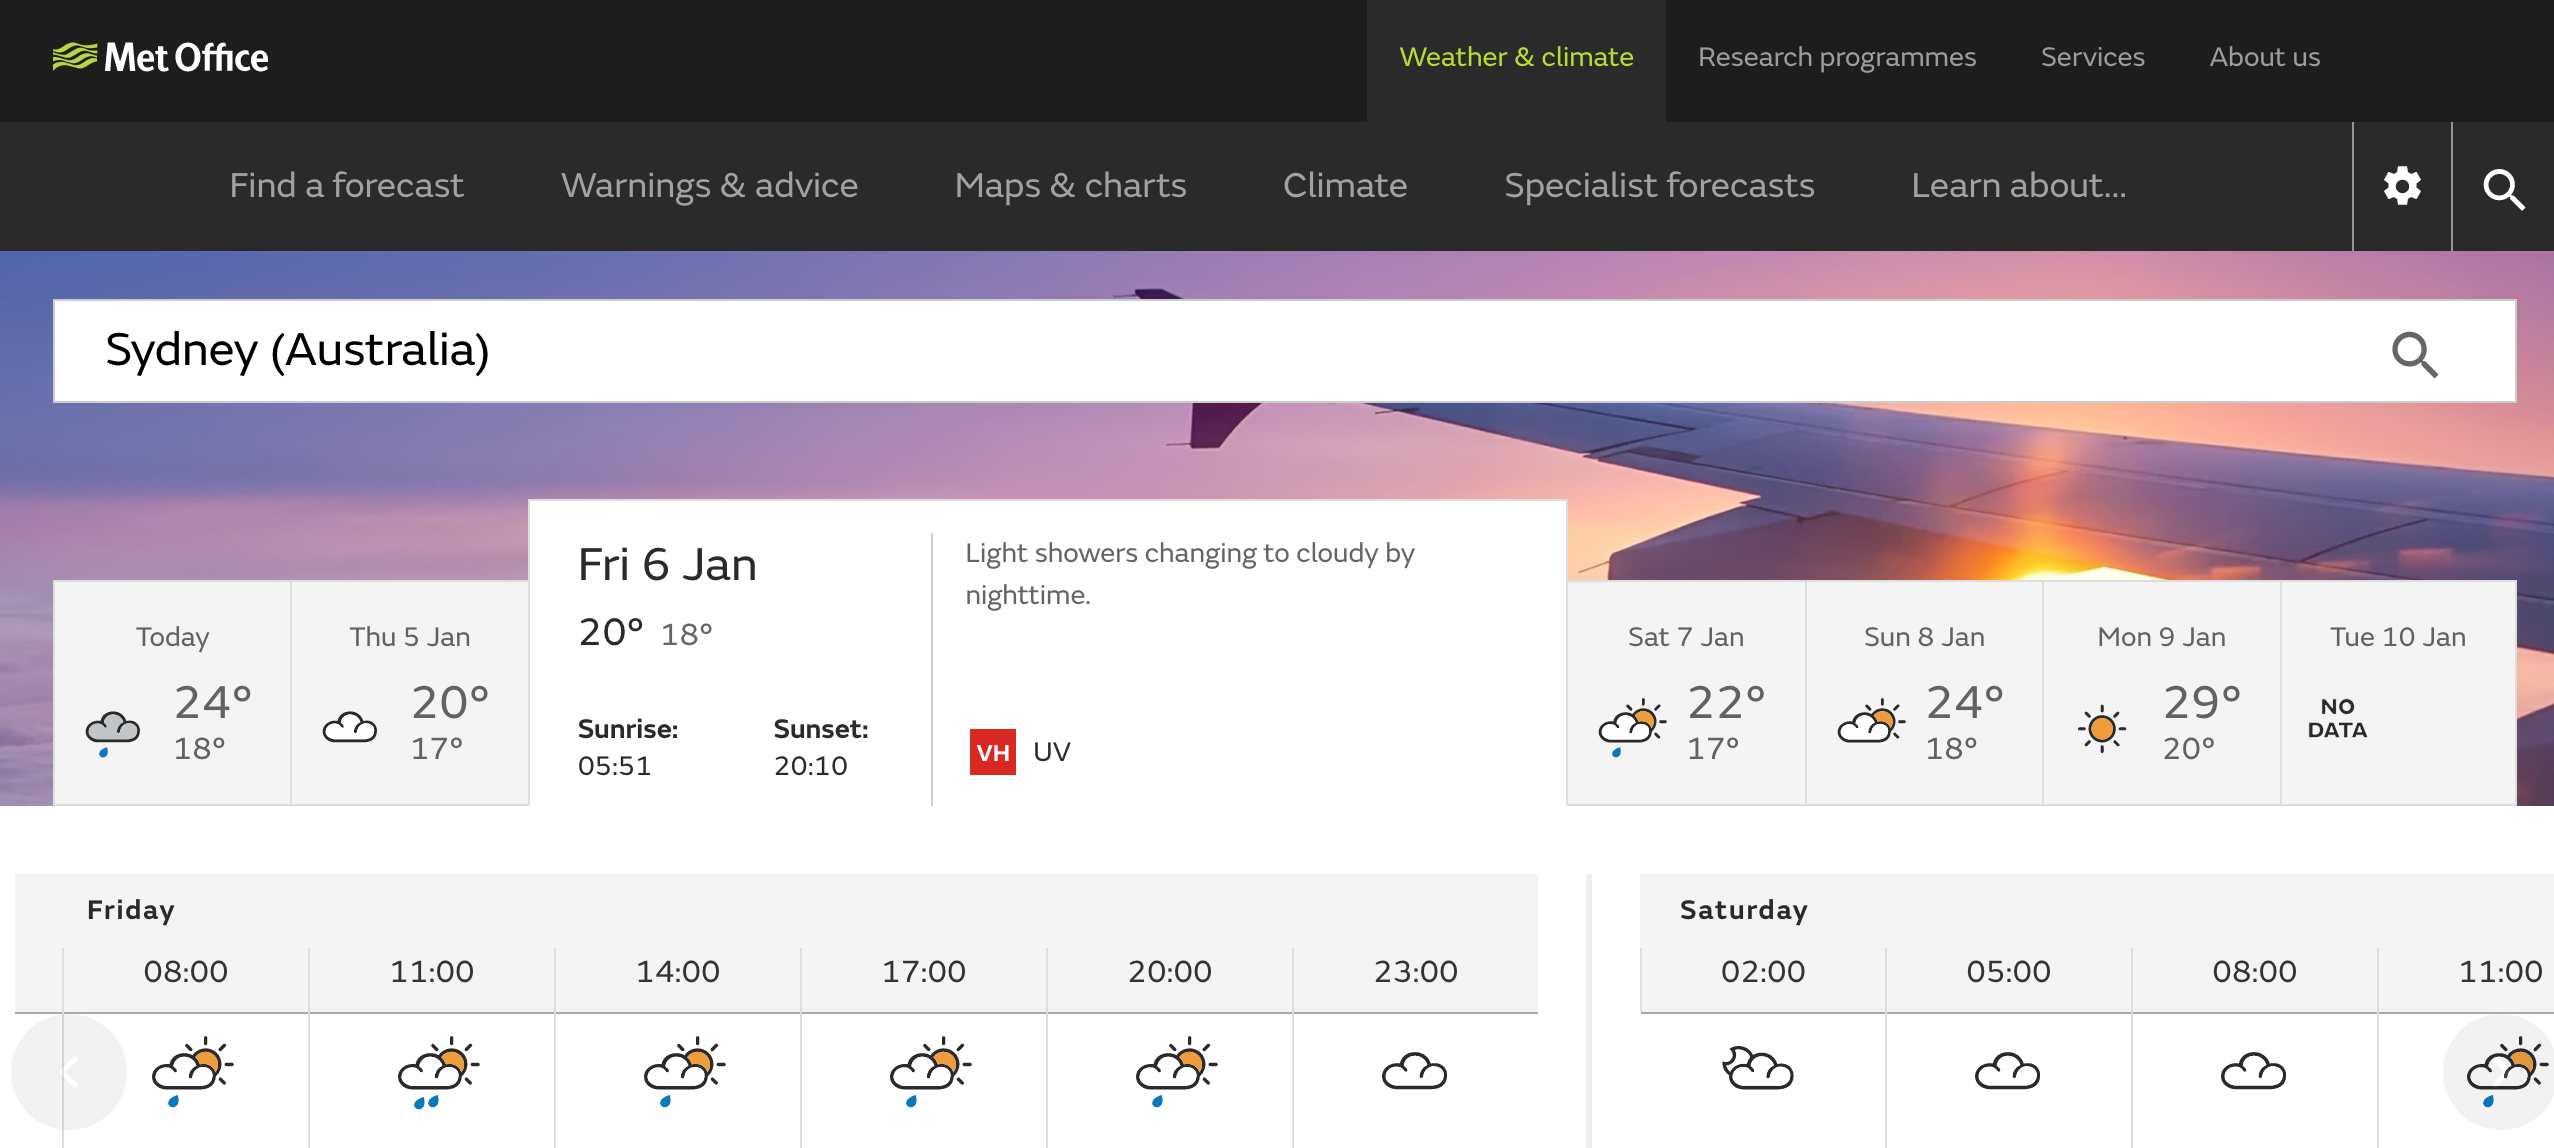 Met Office
Weather & climate
Research programmes
Services
About us
Find a forecast
Warnings & advice
Maps & charts
Climate
Specialist forecasts
Learn about...
Sydney (Australia)
Today
24°
18°
Thu 5 Jan
20°
17°
Fri 6 Jan
20° 18°
Sunrise:
05:51
Sunset:
20:10
Light showers changing to cloudy by
nighttime.
VH UV
Sat 7 Jan
22°
17°
Sun 8 Jan
24°
18°
Mon 9 Jan
29°
20°
Tue 10 Jan
NO
DATA
Friday
08:00 11:00 14:00 17:00 20:00 23:00
Saturday
02:00 05:00 08:00 11:00